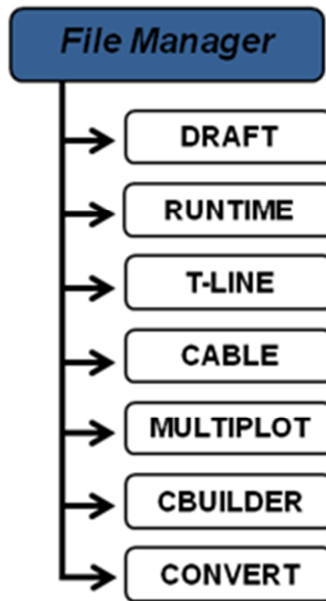 File Manager
DRAFT
RUNTIME
T-LINE
CABLE
MULTIPLOT
CBUILDER
CONVERT